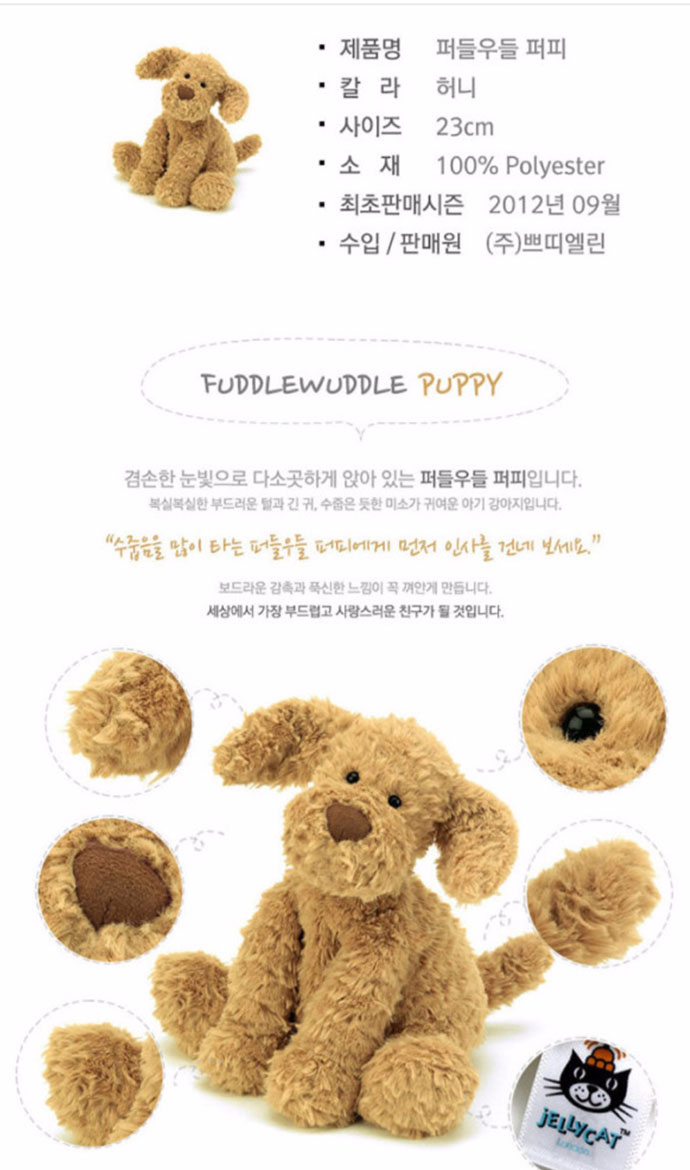 ▪ 제품명 퍼들우들 퍼피
▪ 칼 라 허니
▪ 사이즈 23cm
▪ 소 재 100% Polyester
▪ 최초판매시즌 2012년 09월
▪ 수입 / 판매원 (주)쁘띠엘린
FUDDLEWUDDLE PUPPY
겸손한 눈빛으로 다소곳하게 앉아 있는 퍼들우들 퍼피입니다.
복실복실한 부드러운 털과 긴 귀, 수줍은 듯한 미소가 귀여운 아기 강아지입니다.
“수줍음을 많이 타는 퍼들우들 퍼피에게 먼저 인사를 건네 보세요.”
보드라운 감촉과 푹신한 느낌이 꼭 껴안게 만듭니다.
세상에서 가장 부드럽고 사랑스러운 친구가 될 것입니다.
JELLYCAT™